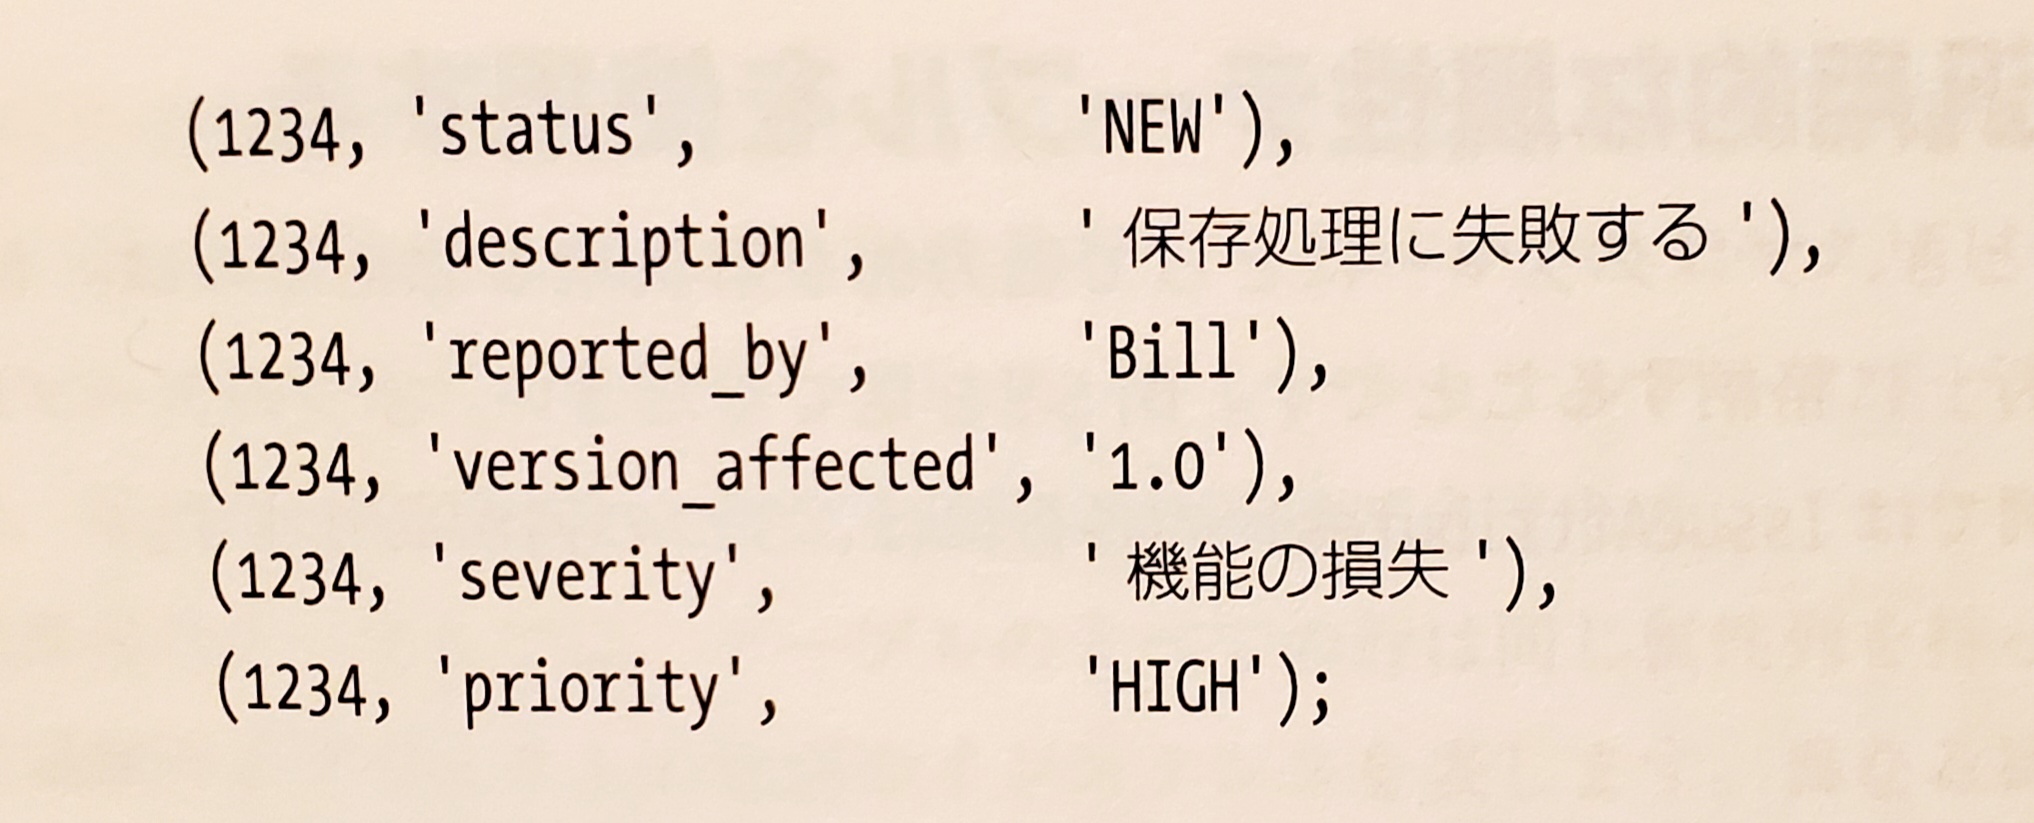 (1234, 'status', 'NEW'),
(1234, 'description', ' 保存処理に失敗する '),
(1234, 'reported_by', 'Bill'),
(1234, 'version_affected', '1.0'),
(1234, 'severity', ' 機能の損失 '),
(1234, 'priority', 'HIGH');